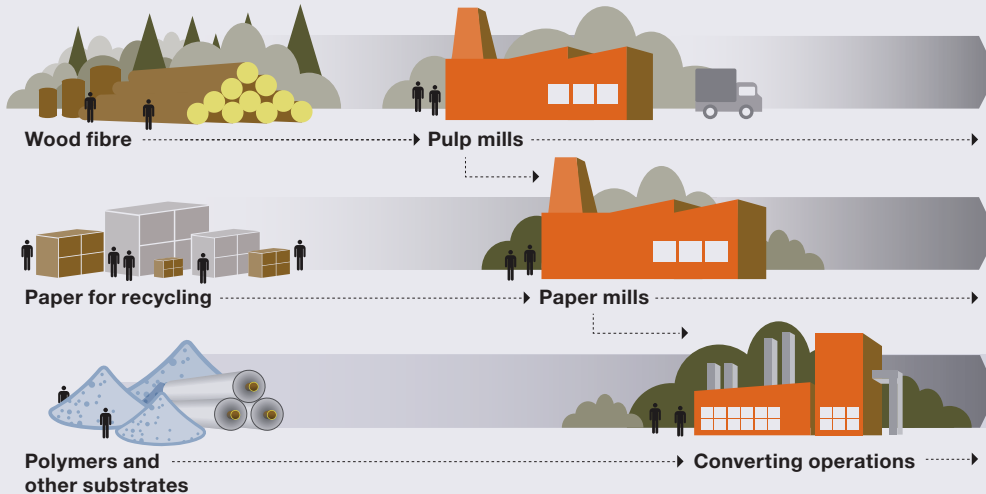 Wood fibre
Pulp mills
Paper for recycling
Paper mills
Polymers and
other substrates
Converting operations